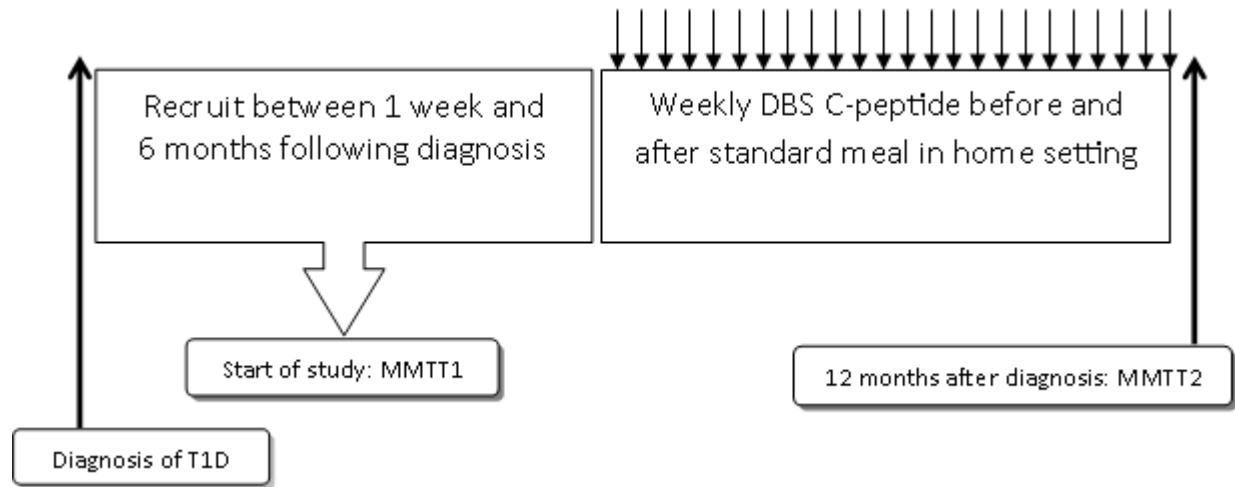 Recruit between 1 week and
6 months following diagnosis
Weekly DBS C-peptide before and
after standard meal in home setting
Start of study: MMTT1
12 months after diagnosis: MMTT2
Diagnosis of T1D